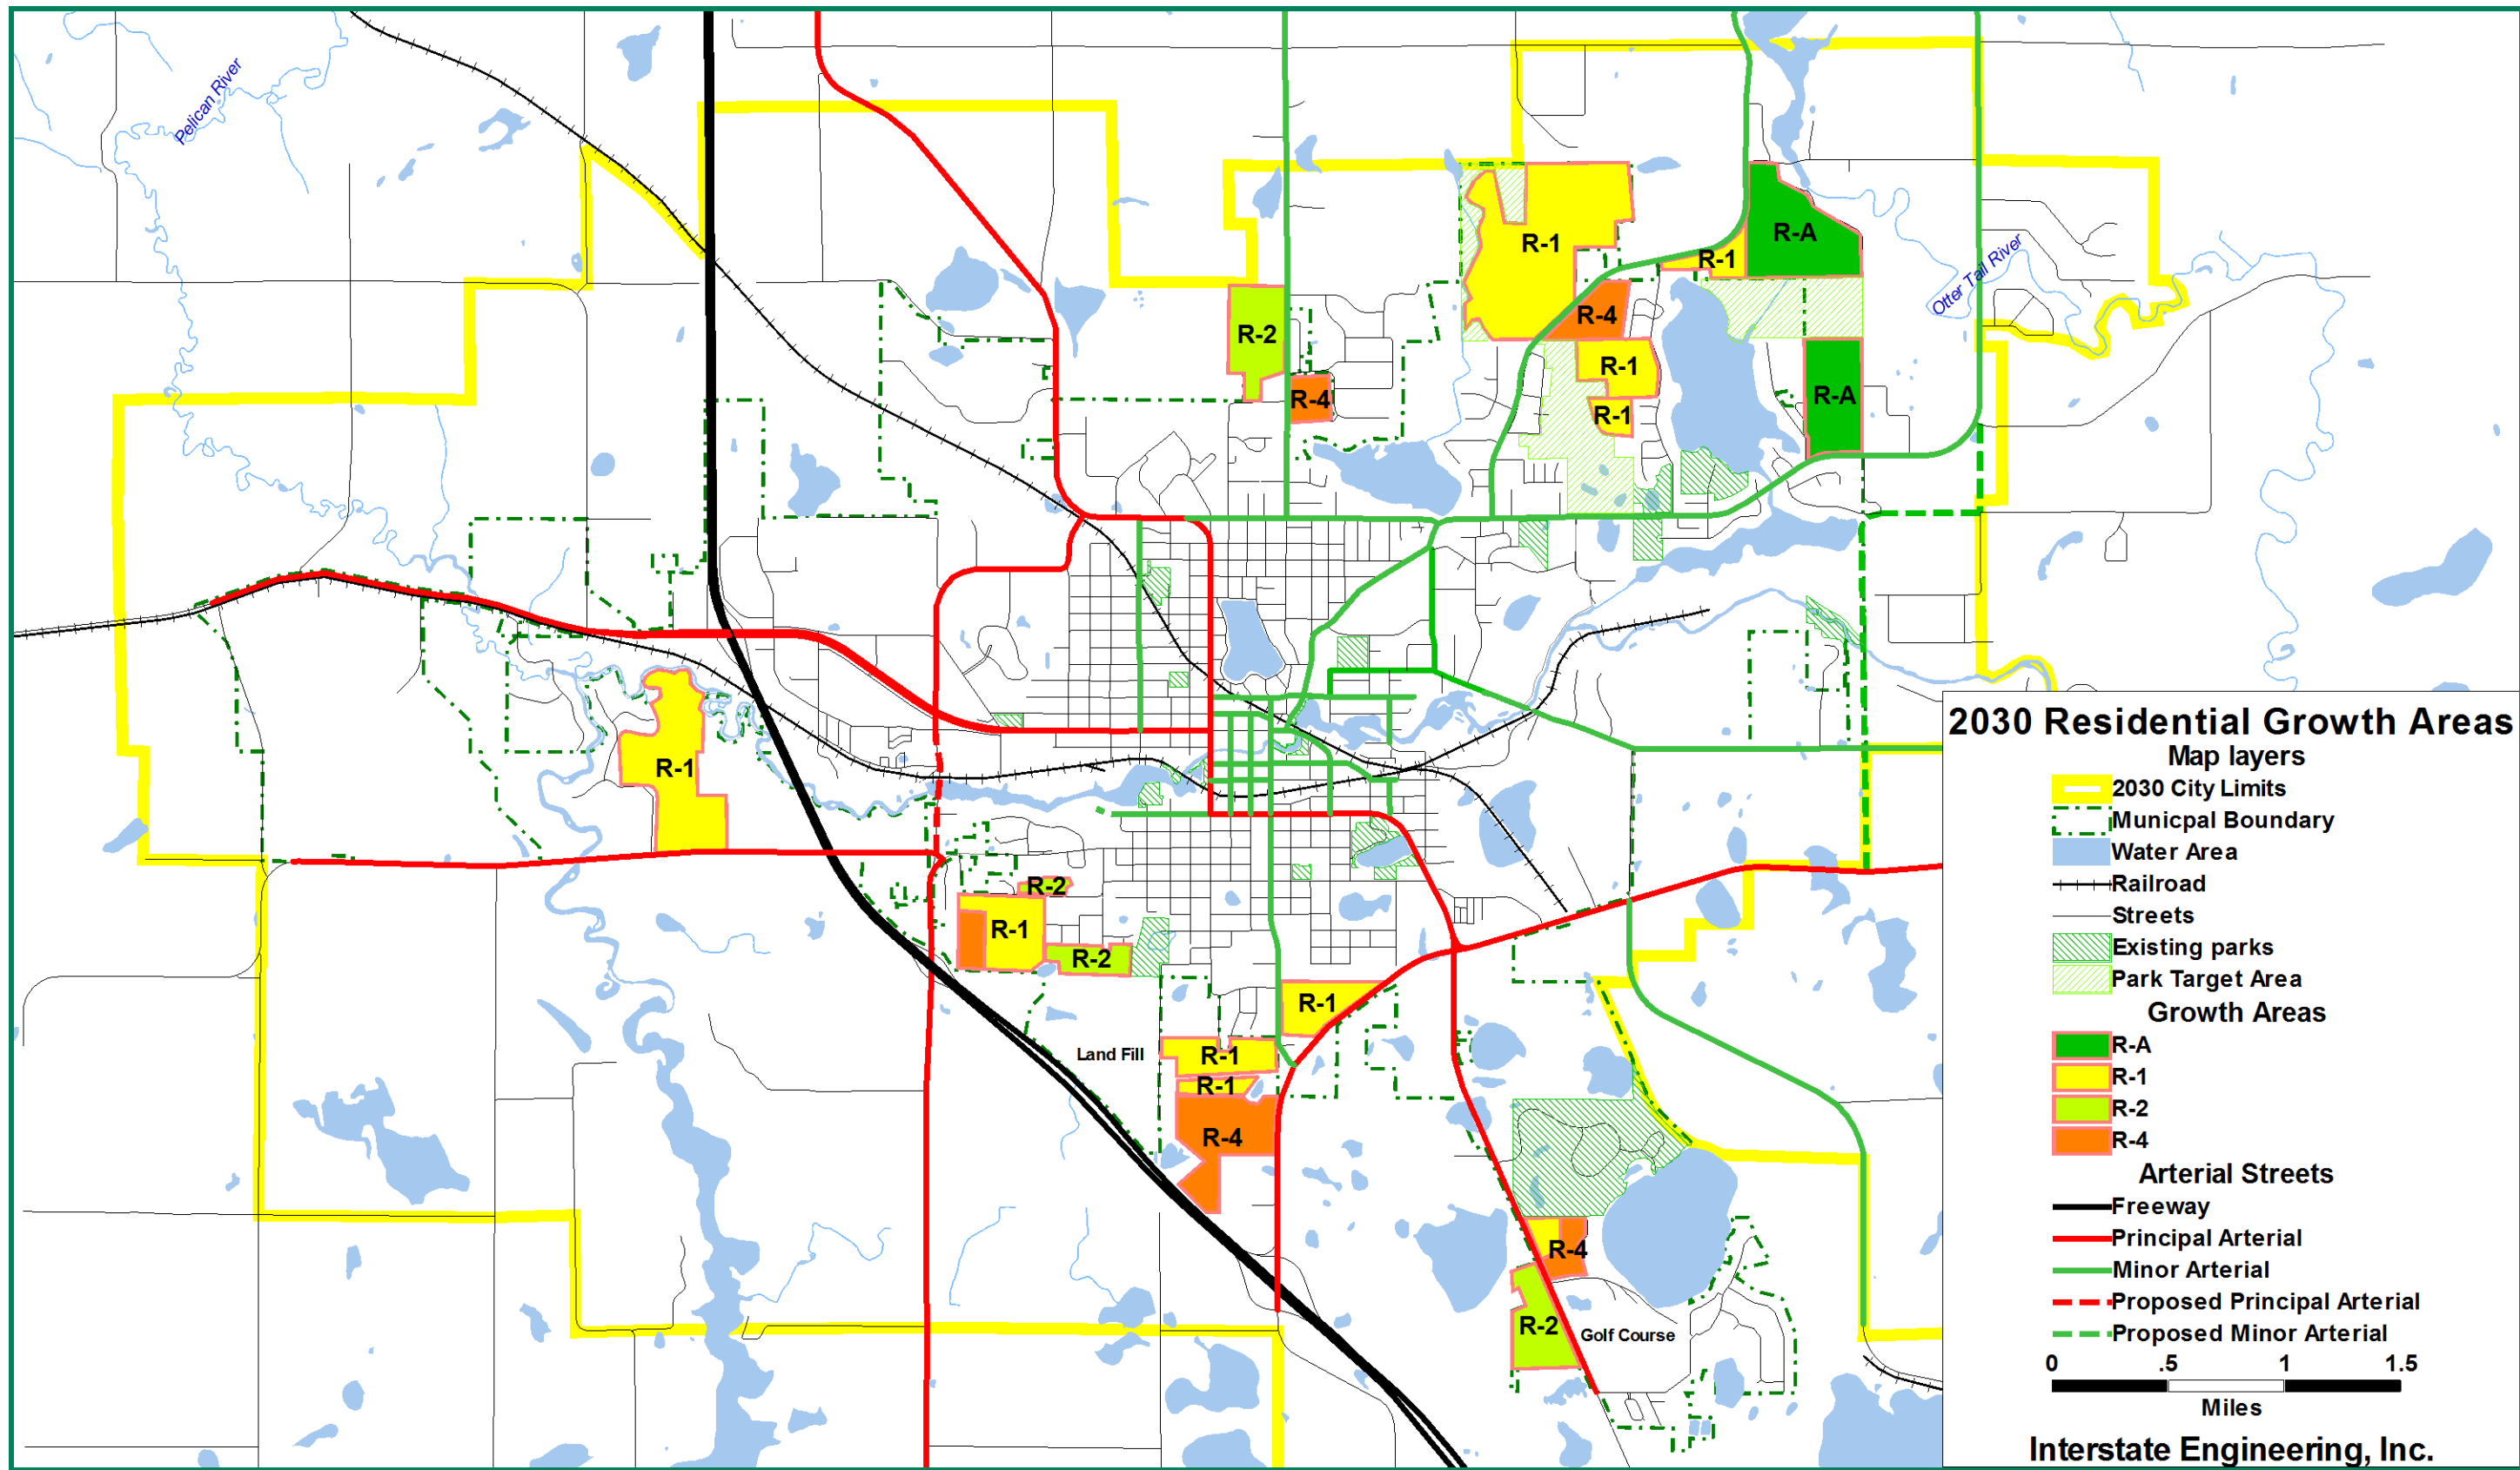 Pelican River
Otter Tail River
R-1
R-A
R-1
R-4
R-2
R-1
R-A
R-4
R-1
R-1
R-2
R-1
R-2
R-1
Land Fill
R-1
R-1
R-4
R-4
R-2
Golf Course
2030 Residential Growth Areas
Map layers
2030 City Limits
Municpal Boundary
Water Area
Railroad
Streets
Existing parks
Park Target Area
Growth Areas
R-A
R-1
R-2
R-4
Arterial Streets
Freeway
Principal Arterial
Minor Arterial
Proposed Principal Arterial
Proposed Minor Arterial
0 .5 1 1.5
Miles
Interstate Engineering, Inc.